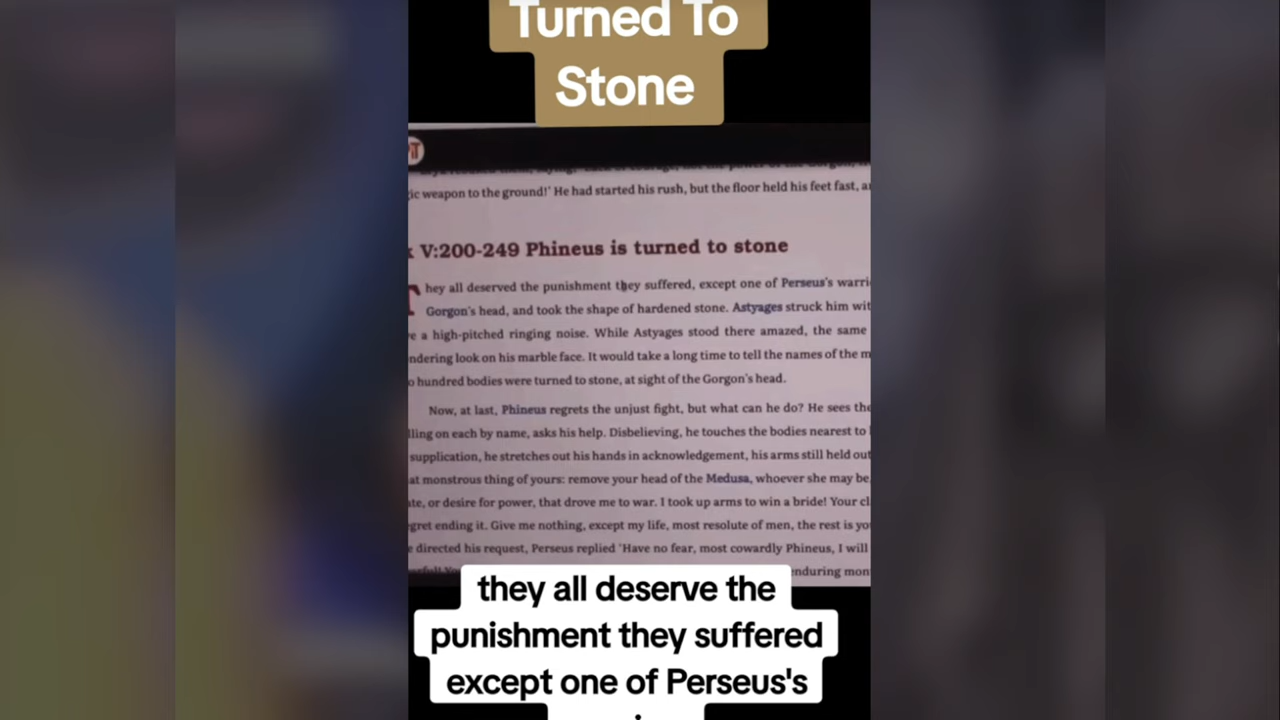 Turned To
Stone
ic weapon to the ground!' He had started his rush, but the floor held his feet fast, a
V:200-249 Phineus is turned to stone
They all deserved the punishment they suffered, except one of Perseus's warri
Gorgon's head, and took the shape of hardened stone. Astyages struck him wit
e a high-pitched ringing noise. While Astyages stood there amazed, the same
ndering look on his marble face. It would take a long time to tell the names of the m
o hundred bodies were turned to stone, at sight of the Gorgon's head.
Now, at last, Phineus regrets the unjust fight, but what can he do? He sees the
lling on each by name, asks his help. Disbelieving, he touches the bodies nearest to
supplication, he stretches out his hands in acknowledgement, his arms still held out
at monstrous thing of yours: remove your head of the Medusa, whoever she may be
ate, or desire for power, that drove me to war. I took up arms to win a bride! Your cl
egret ending it. Give me nothing, except my life, most resolute of men, the rest is yo
e directed his request, Perseus replied 'Have no fear, most cowardly Phineus, I will
enduring mon
they all deserve the
punishment they suffered
except one of Perseus's